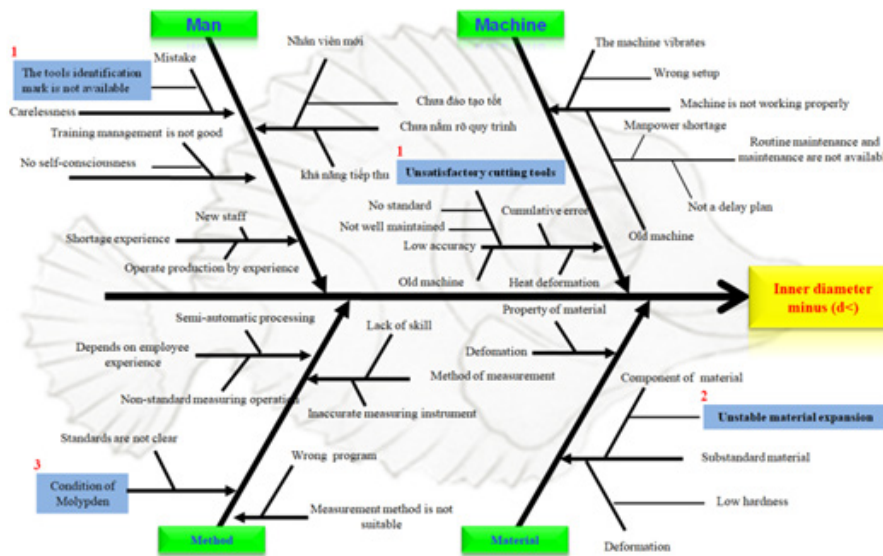 Man
Machine
1
The tools identification
mark is not available
Mistake
Carelessness
Training management is not good
No self-consciousness
New staff
Shortage experience
Operate production by experience
Nhân viên mới
Chưa đáo tạo tốt
Chưa nắm rõ quy trình
khả năng tiếp thu
1
Unsatisfactory cutting tools
No standard
Not well maintained
Low accuracy
Old machine
Cumulative error
Heat deformation
The machine vibrates
Wrong setup
Machine is not working properly
Manpower shortage
Routine maintenance and
maintenance are not availabl
Not a delay plan
Old machine
Inner diameter
minus (d<)
Semi-automatic processing
Depends on employee
experience
Non-standard measuring operation
Lack of skill
Method of measurement
Inaccurate measuring instrument
Standards are not clear
3
Condition of
Molypden
Wrong program
Measurement method is not
suitable
Property of material
Defomation
Component of material
2
Unstable material expansion
Substandard material
Low hardness
Deformation
Method
Material